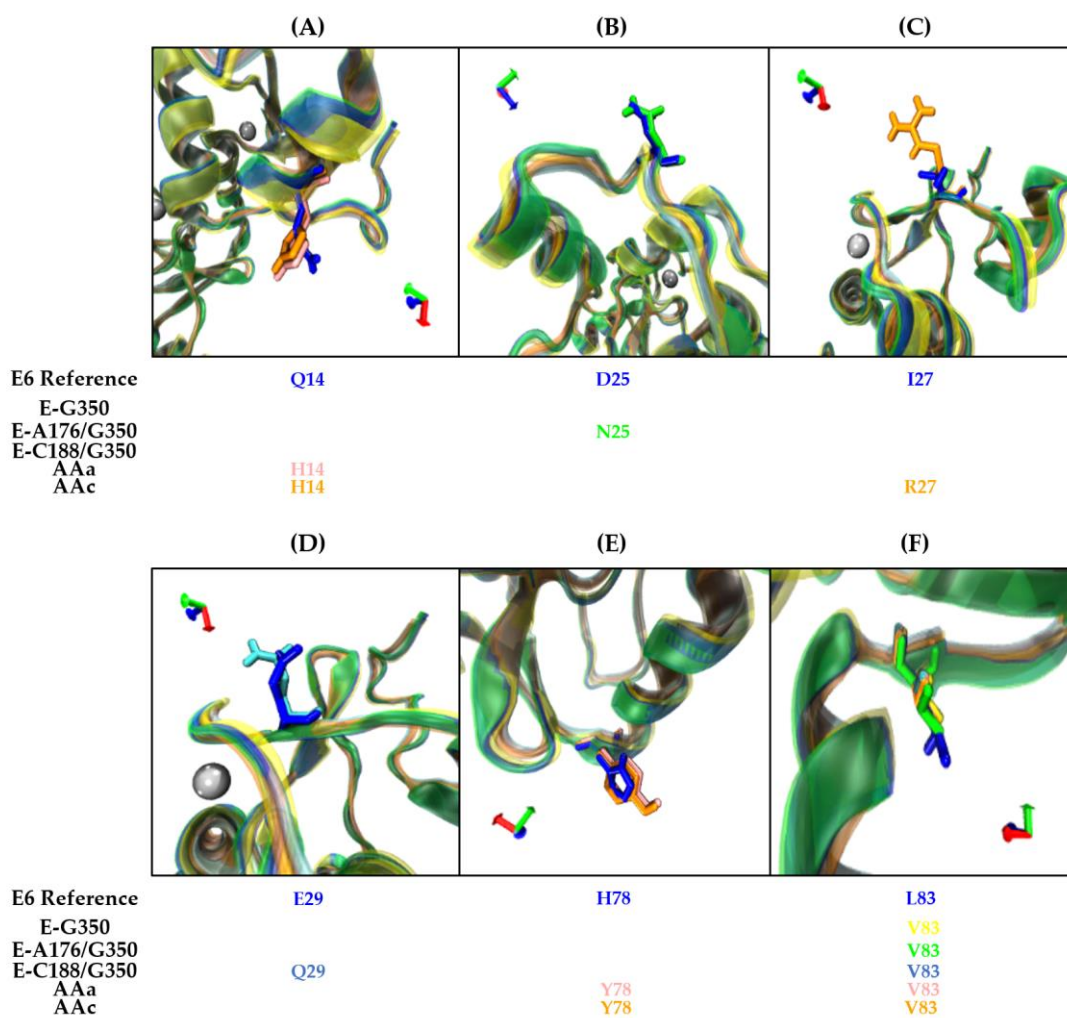 (A) (B) (C)
E6 Reference Q14 D25 I27
E-G350
E-A176/G350 N25
E-C188/G350
AAa H14
AAc H14 R27
(D) (E) (F)
E6 Reference E29 H78 L83
E-G350 V83
E-A176/G350 V83
E-C188/G350 Q29 V83
AAa Y78 V83
AAc Y78 V83